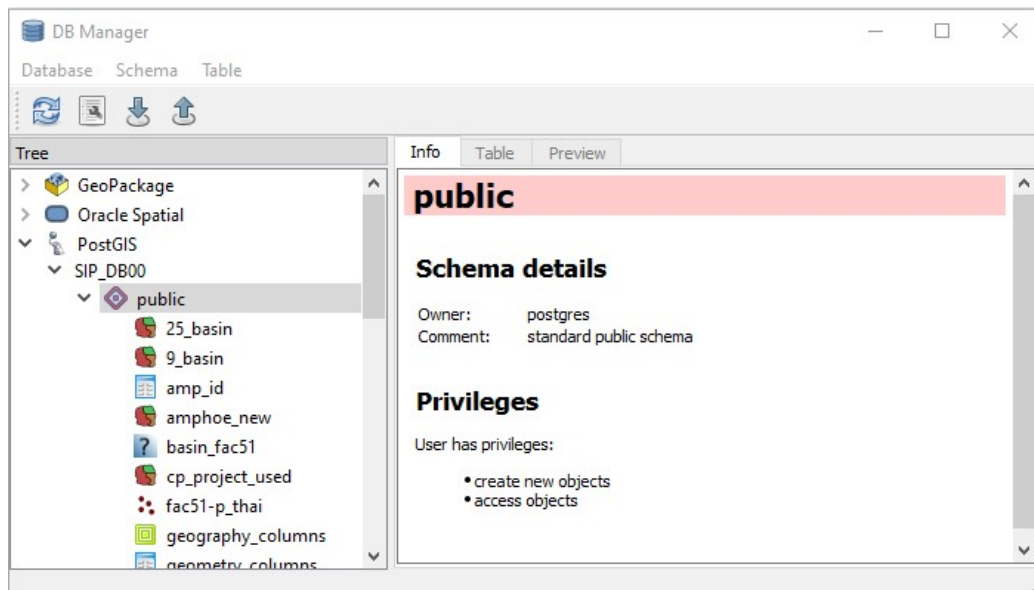 DB Manager
Database Schema Table
Tree
GeoPackage
Oracle Spatial
PostGIS
SIP_DB00
public
25_basin
9_basin
amp_id
amphoe_new
basin_fac51
cp_project_used
fac51-p_thai
geography_columns
geometry_columns
Info Table Preview
public
Schema details
Owner: postgres
Comment: standard public schema
Privileges
User has privileges:
• create new objects
• access objects